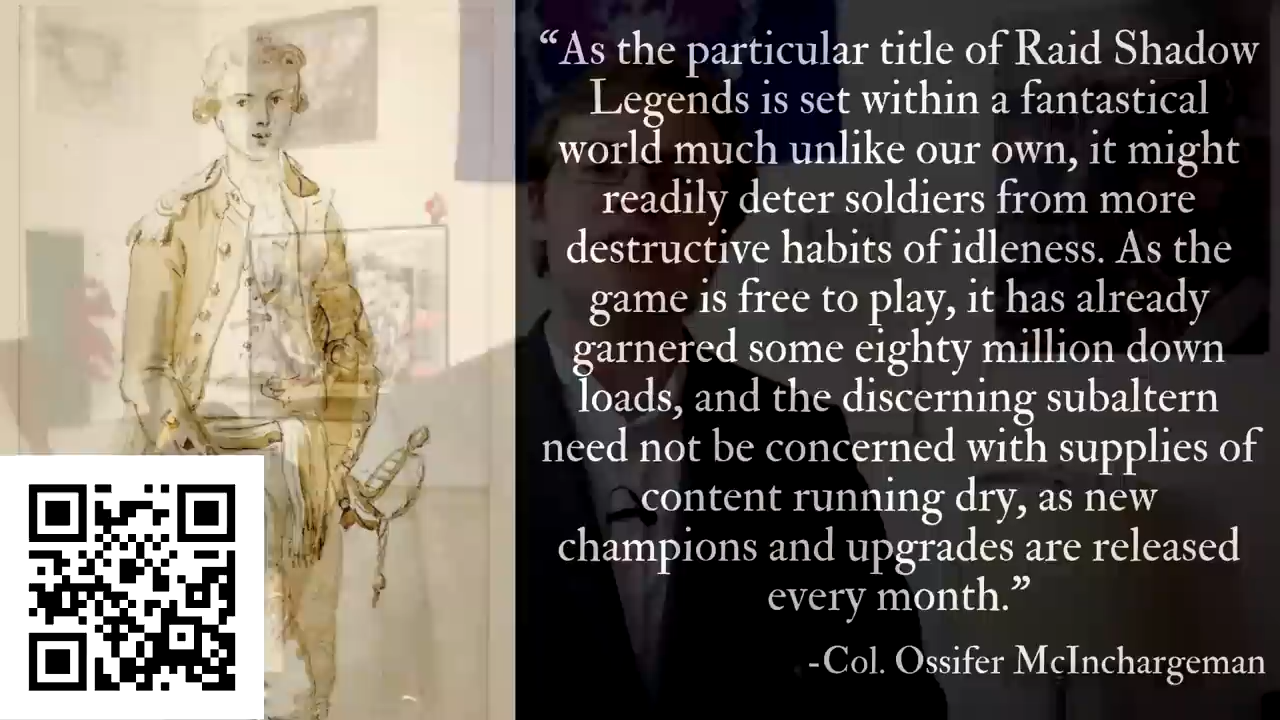 “As the particular title of Raid Shadow
Legends is set within a fantastical
world much unlike our own, it might
readily deter soldiers from more
destructive habits of idleness. As the
game is free to play, it has already
garnered some eighty million down
loads, and the discerning subaltern
need not be concerned with supplies of
content running dry, as new
champions and upgrades are released
every month.”
-Col. Ossifer McInchargeman